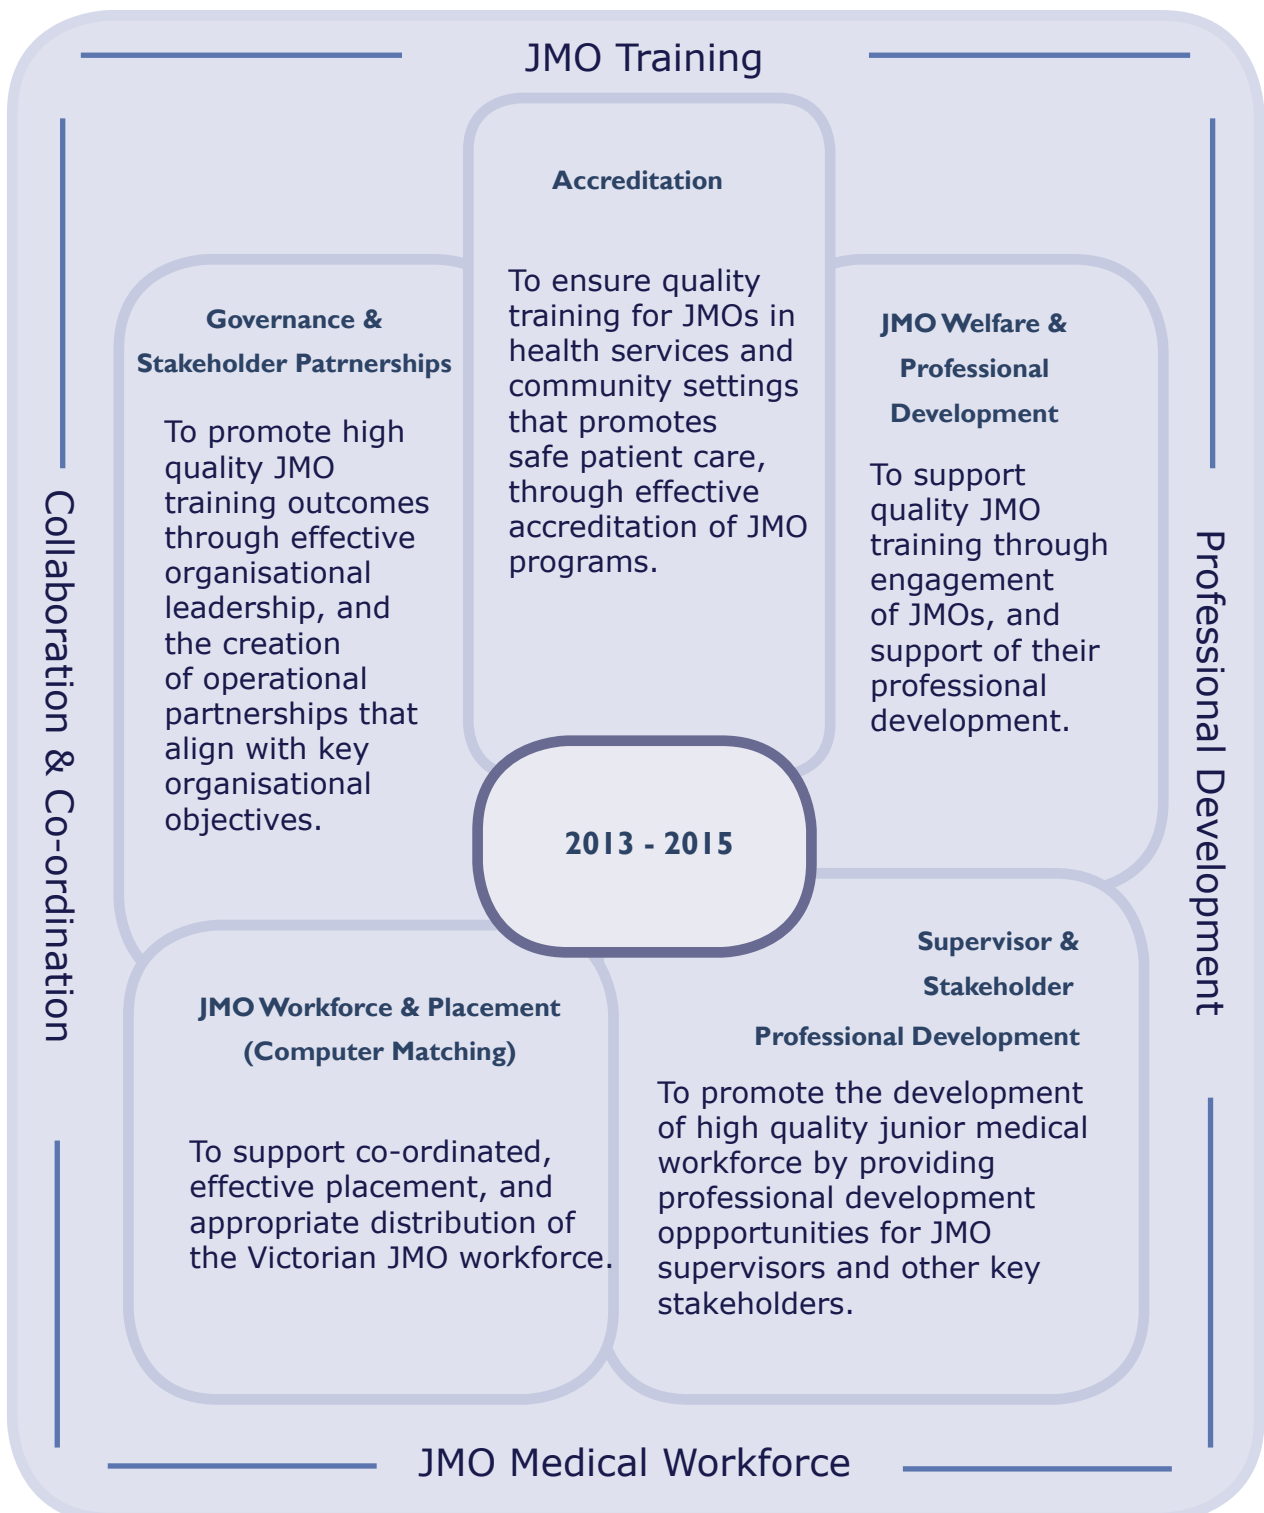 JMO Training
Accreditation
To ensure quality
training for JMOs in
health services and
community settings
that promotes
safe patient care,
through effective
accreditation of JMO
programs.
Governance &
Stakeholder Patrnerships
To promote high
quality JMO
training outcomes
through effective
organisational
leadership, and
the creation
of operational
partnerships that
align with key
organisational
objectives.
JMO Welfare &
Professional
Development
To support
quality JMO
training through
engagement
of JMOs, and
support of their
professional
development.
Collaboration & Co-ordination
Professional Development
2013 - 2015
JMO Workforce & Placement
(Computer Matching)
To support co-ordinated,
effective placement, and
appropriate distribution of
the Victorian JMO workforce.
Supervisor &
Stakeholder
Professional Development
To promote the development
of high quality junior medical
workforce by providing
professional development
oppportunities for JMO
supervisors and other key
stakeholders.
JMO Medical Workforce